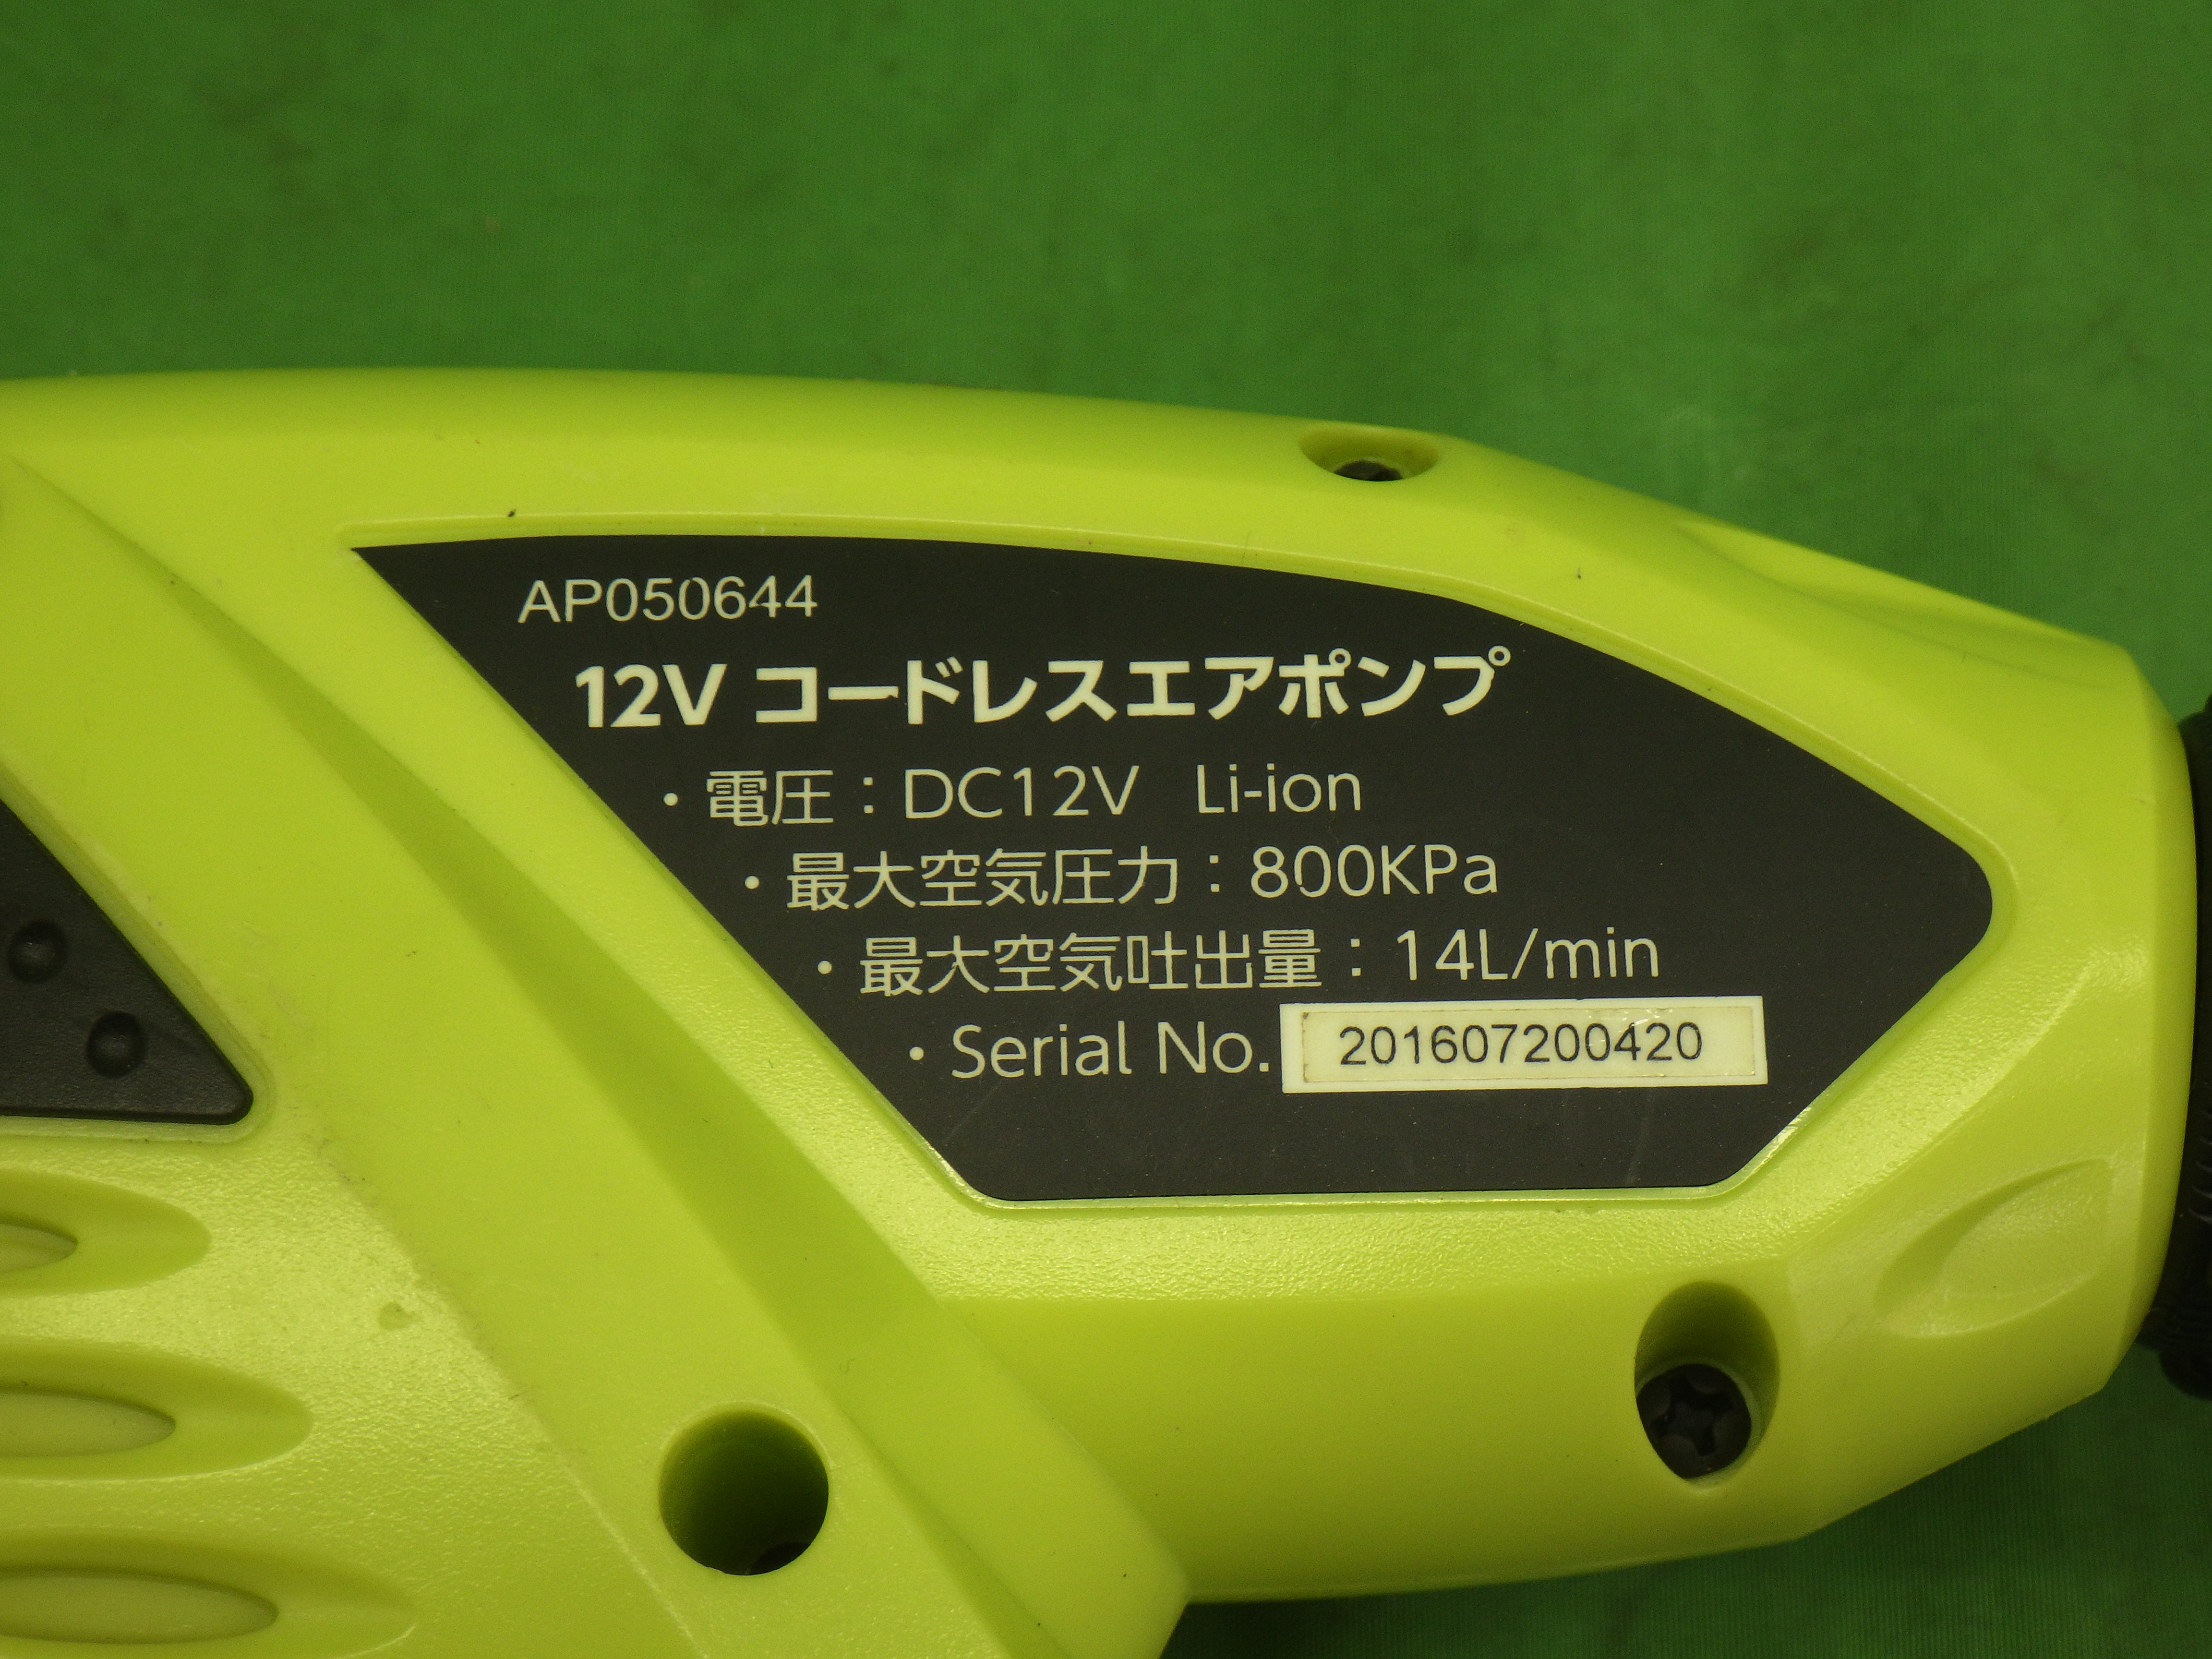 AP050644
12V コードレスエアポンプ
・電圧：DC12V Li-ion
・最大空気圧力：800KPa
・最大空気吐出量：14L/min
・Serial No. 201607200420